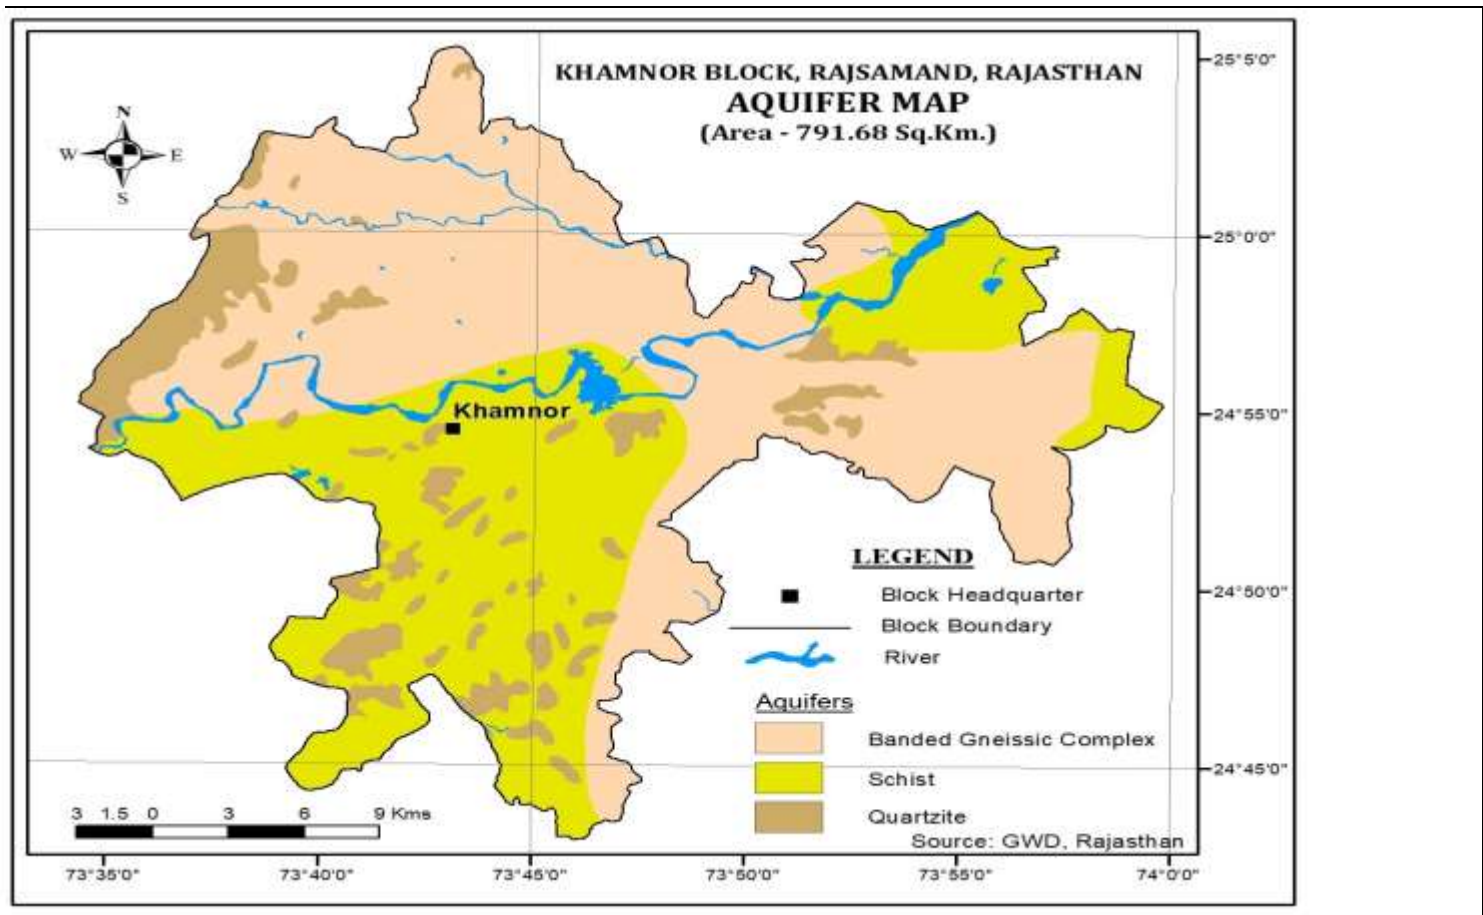 KHAMNOR BLOCK, RAJSAMAND, RAJASTHAN
AQUIFER MAP
(Area - 791.68 Sq.Km.)
N
W E
S
25°5'0"
25°0'0"
24°55'0"
24°50'0"
24°45'0"
Khamnor
LEGEND
Block Headquarter
Block Boundary
River
Aquifers
Banded Gneissic Complex
Schist
Quartzite
Source: GWD, Rajasthan
3 1.5 0 3 6 9 Kms
73°35'0" 73°40'0" 73°45'0" 73°50'0" 73°55'0" 74°0'0"